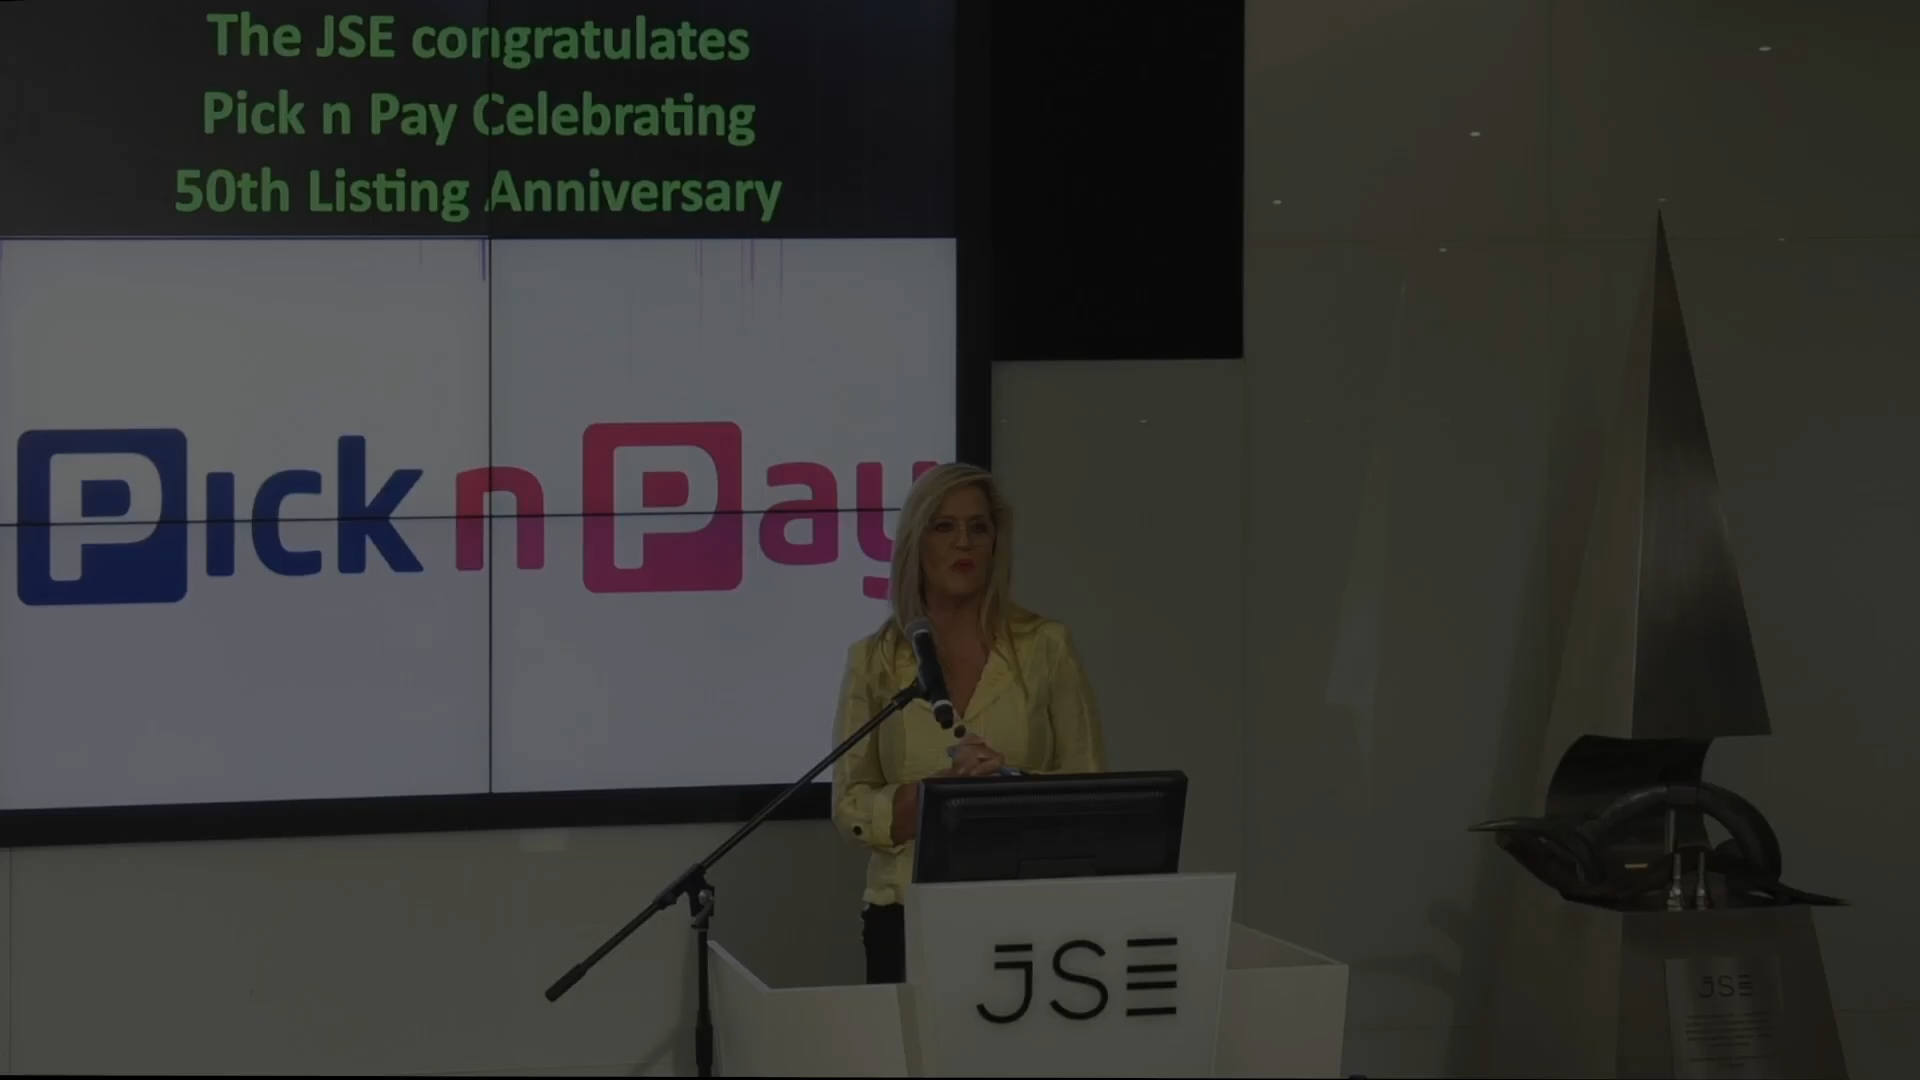 The JSE congratulates
Pick n Pay Celebrating
50th Listing Anniversary
Pick n Pay
JSE
JSE